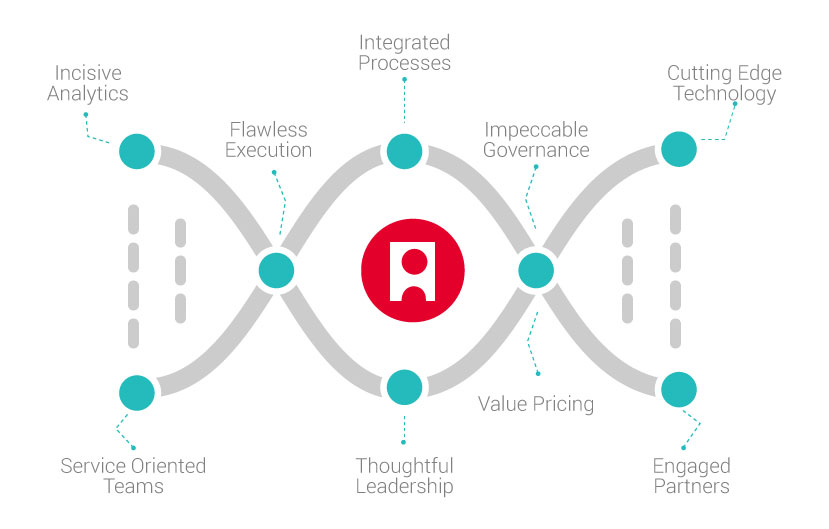 Integrated
Processes
Incisive
Analytics
Cutting Edge
Technology
Flawless
Execution
Impeccable
Governance
Value Pricing
Service Oriented
Teams
Thoughtful
Leadership
Engaged
Partners